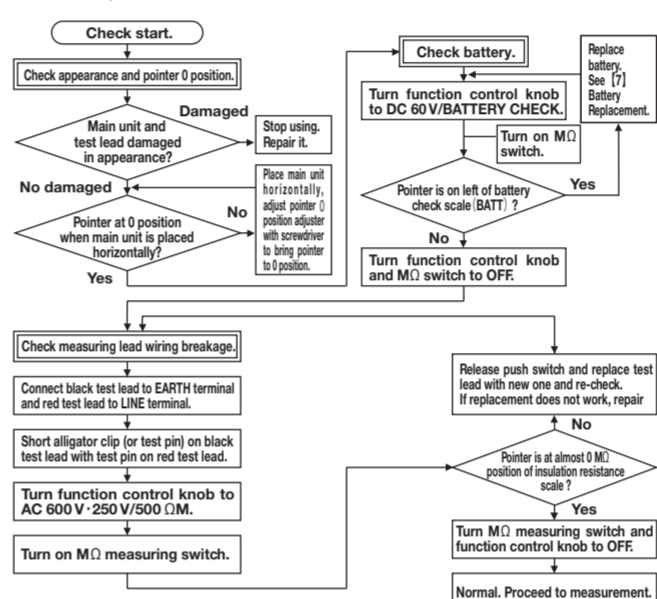 Check start.
Check appearance and pointer 0 position.
Damaged
Main unit and
test lead damaged
in appearance?
Stop using.
Repair it.
No damaged
Place main unit
horizontally,
adjust pointer 0
position adjuster
with screwdriver
to bring pointer
to 0 position.
Pointer at 0 position
when main unit is placed
horizontally?
No
Yes
Check battery.
Replace
battery.
See【7】
Battery
Replacement.
Turn function control knob
to DC 60 V/BATTERY CHECK.
Turn on MΩ
switch.
Pointer is on left of battery
check scale(BATT) ?
Yes
No
Turn function control knob
and MΩ switch to OFF.
Check measuring lead wiring breakage.
Connect black test lead to EARTH terminal
and red test lead to LINE terminal.
Short alligator clip (or test pin) on black
test lead with test pin on red test lead.
Turn function control knob to
AC 600 V·250 V/500 ΩM.
Turn on MΩ measuring switch.
Release push switch and replace test
lead with new one and re-check.
If replacement does not work, repair
No
Pointer is at almost 0 MΩ
position of insulation resistance
scale ?
Yes
Turn MΩ measuring switch and
function control knob to OFF.
Normal. Proceed to measurement.